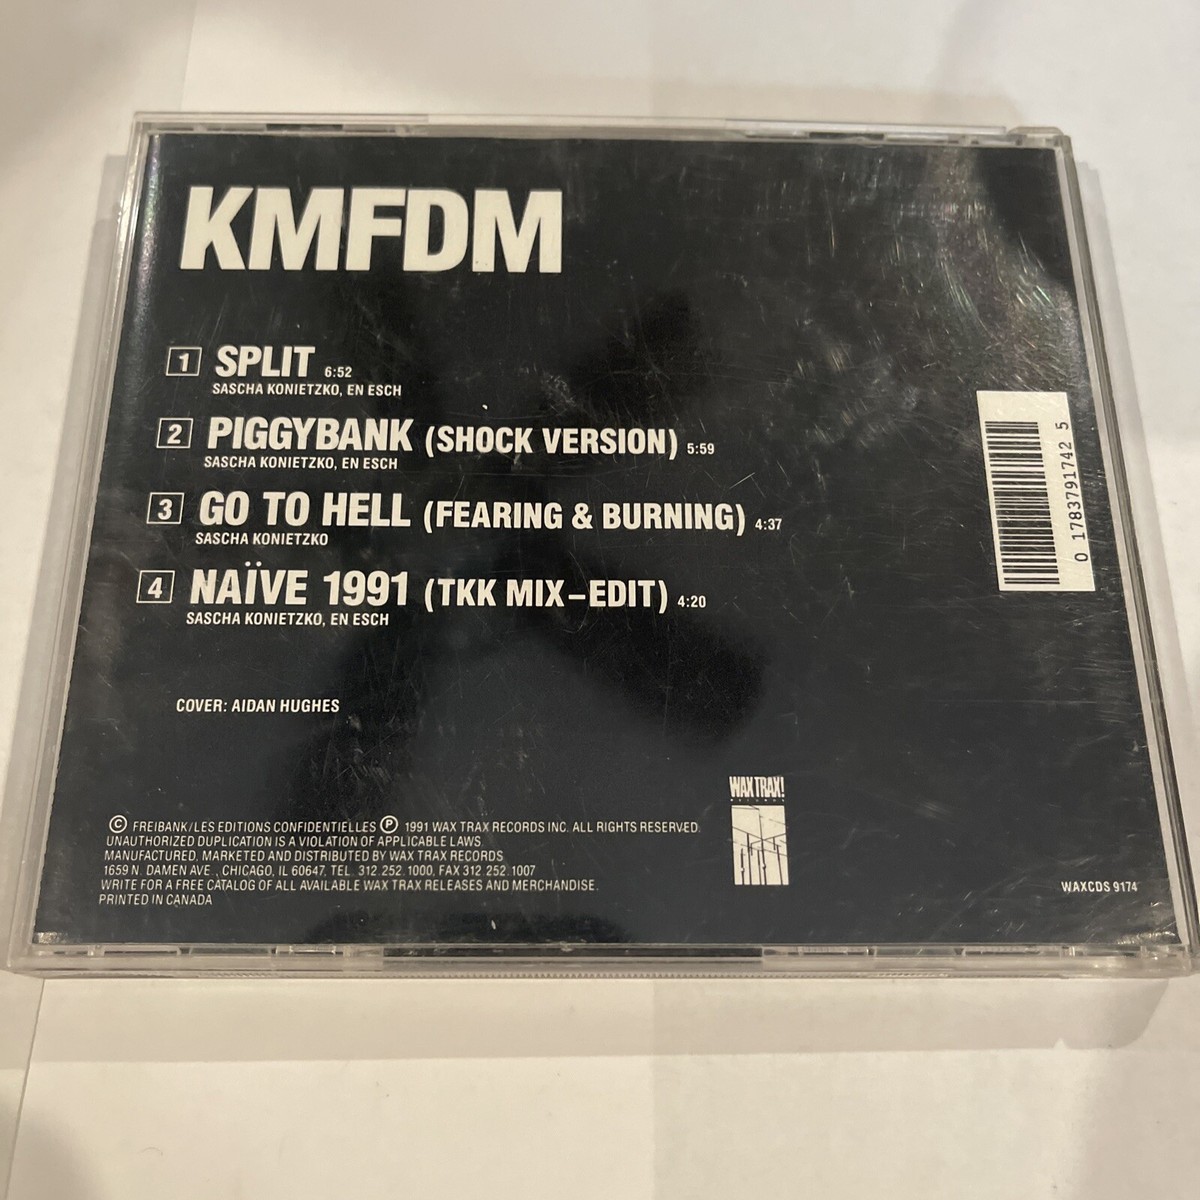 KMFDM
1 SPLIT 6:52
SASCHA KONIETZKO, EN ESCH
2 PIGGYBANK (SHOCK VERSION) 5:59
SASCHA KONIETZKO, EN ESCH
3 GO TO HELL (FEARING & BURNING) 4:37
SASCHA KONIETZKO
4 NAÏVE 1991 (TKK MIX–EDIT) 4:20
SASCHA KONIETZKO, EN ESCH
0 1783791742 5
COVER: AIDAN HUGHES
WAX TRAX!
RECORDS
© FREIBANK/LES EDITIONS CONFIDENTIELLES ℗ 1991 WAX TRAX RECORDS INC. ALL RIGHTS RESERVED.
UNAUTHORIZED DUPLICATION IS A VIOLATION OF APPLICABLE LAWS.
MANUFACTURED, MARKETED AND DISTRIBUTED BY WAX TRAX RECORDS
1659 N. DAMEN AVE., CHICAGO, IL 60647, TEL. 312.252.1000, FAX 312.252.1007
WRITE FOR A FREE CATALOG OF ALL AVAILABLE WAX TRAX RELEASES AND MERCHANDISE.
PRINTED IN CANADA
WAXCDS 9174